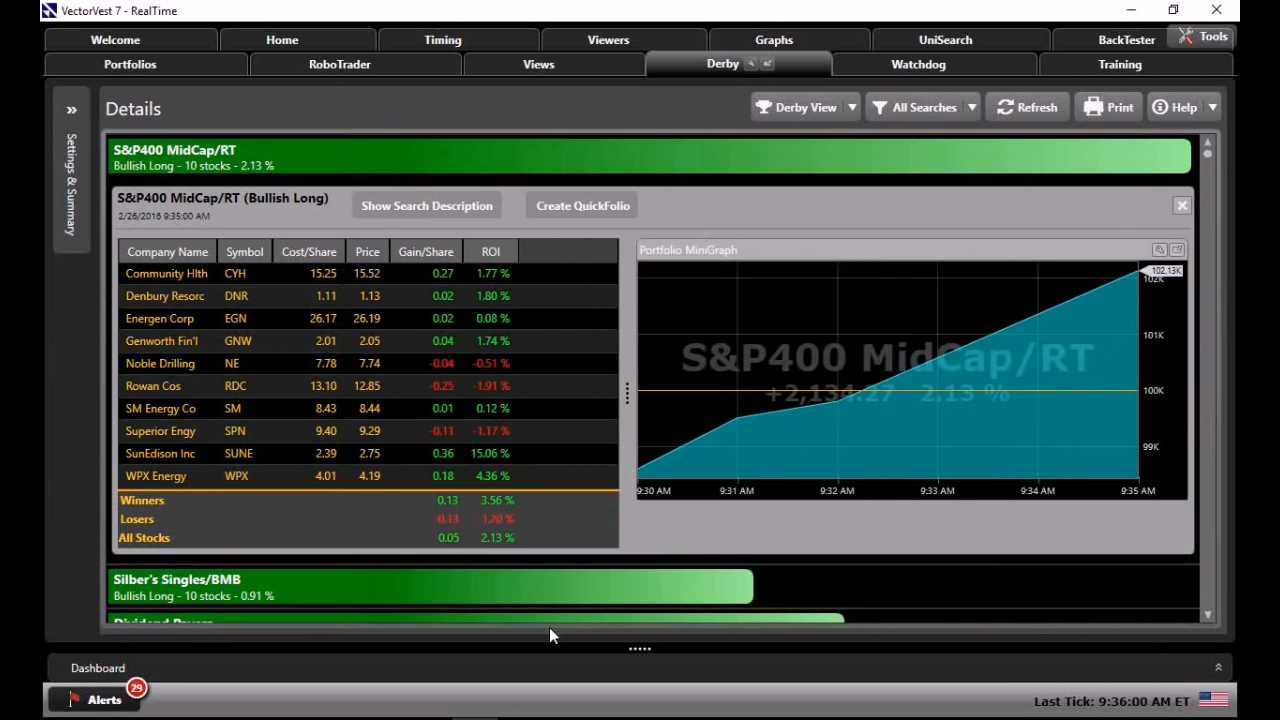 VectorVest 7 - RealTime
Welcome Home Timing Viewers Graphs UniSearch BackTester Tools
Portfolios RoboTrader Views Derby Watchdog Training
» Details Derby View All Searches Refresh Print Help
Settings & Summary
S&P400 MidCap/RT
Bullish Long - 10 stocks - 2.13 %
S&P400 MidCap/RT (Bullish Long) Show Search Description Create QuickFolio
2/26/2016 9:35:00 AM
Company Name Symbol Cost/Share Price Gain/Share ROI
Community Hlth CYH 15.25 15.52 0.27 1.77 %
Denbury Resorc DNR 1.11 1.13 0.02 1.80 %
Energen Corp EGN 26.17 26.19 0.02 0.08 %
Genworth Fin'l GNW 2.01 2.05 0.04 1.74 %
Noble Drilling NE 7.78 7.74 -0.04 -0.51 %
Rowan Cos RDC 13.10 12.85 -0.25 -1.91 %
SM Energy Co SM 8.43 8.44 0.01 0.12 %
Superior Engy SPN 9.40 9.29 -0.11 -1.17 %
SunEdison Inc SUNE 2.39 2.75 0.36 15.06 %
WPX Energy WPX 4.01 4.19 0.18 4.36 %
Winners 0.13 3.56 %
Losers -0.13 -1.20 %
All Stocks 0.05 2.13 %
Portfolio MiniGraph
102.13K
102K
101K
100K
99K
S&P400 MidCap/RT
+2,134.27 2.13 %
9:30 AM 9:31 AM 9:32 AM 9:33 AM 9:34 AM 9:35 AM
Silber's Singles/BMB
Bullish Long - 10 stocks - 0.91 %
Dividend Payers
Dashboard
Alerts 29
Last Tick: 9:36:00 AM ET